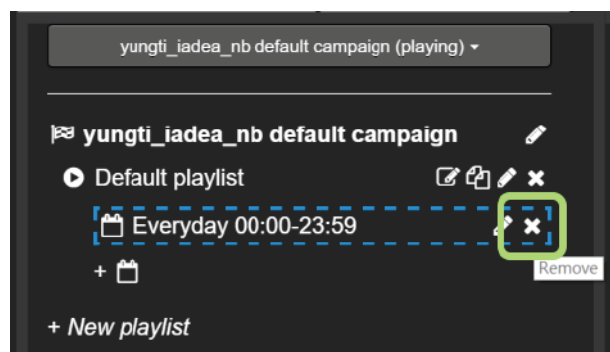 yungti_iadea_nb default campaign (playing)
yungti_iadea_nb default campaign
Default playlist
Everyday 00:00-23:59
Remove
+
+ New playlist